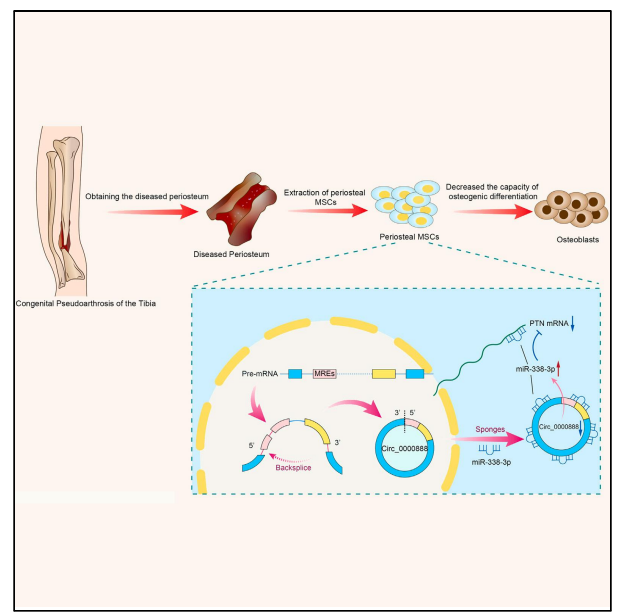 Obtaining the diseased periosteum
Extraction of periosteal
MSCs
Decreased the capacity of
osteogenic differentiation
Congenital Pseudoarthrosis of the Tibia
Diseased Periosteum
Periosteal MSCs
Osteoblasts
Pre-mRNA
MREs
5'
3'
Backsplice
3' 5'
Circ_0000888
Sponges
miR-338-3p
PTN mRNA
miR-338-3p
Circ_0000888